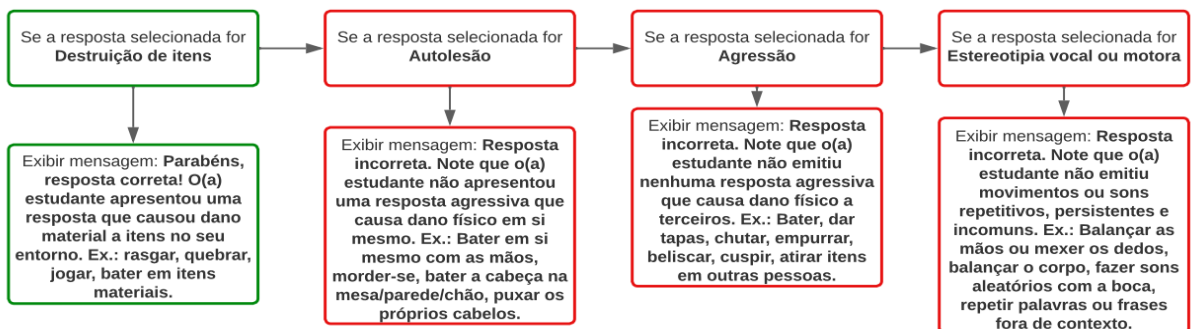 Se a resposta selecionada for
Destruição de itens
Se a resposta selecionada for
Autolesão
Se a resposta selecionada for
Agressão
Se a resposta selecionada for
Estereotipia vocal ou motora
Exibir mensagem: Parabéns,
resposta correta! O(a)
estudante apresentou uma
resposta que causou dano
material a itens no seu
entorno. Ex.: rasgar, quebrar,
jogar, bater em itens
materiais.
Exibir mensagem: Resposta
incorreta. Note que o(a)
estudante não apresentou
uma resposta agressiva que
causa dano físico em si
mesmo. Ex.: Bater em si
mesmo com as mãos,
morder-se, bater a cabeça na
mesa/parede/chão, puxar os
próprios cabelos.
Exibir mensagem: Resposta
incorreta. Note que o(a)
estudante não emitiu
nenhuma resposta agressiva
que causa dano físico a
terceiros. Ex.: Bater, dar
tapas, chutar, empurrar,
beliscar, cuspir, atirar itens
em outras pessoas.
Exibir mensagem: Resposta
incorreta. Note que o(a)
estudante não emitiu
movimentos ou sons
repetitivos, persistentes e
incomuns. Ex.: Balançar as
mãos ou mexer os dedos,
balançar o corpo, fazer sons
aleatórios com a boca,
repetir palavras ou frases
fora de contexto.